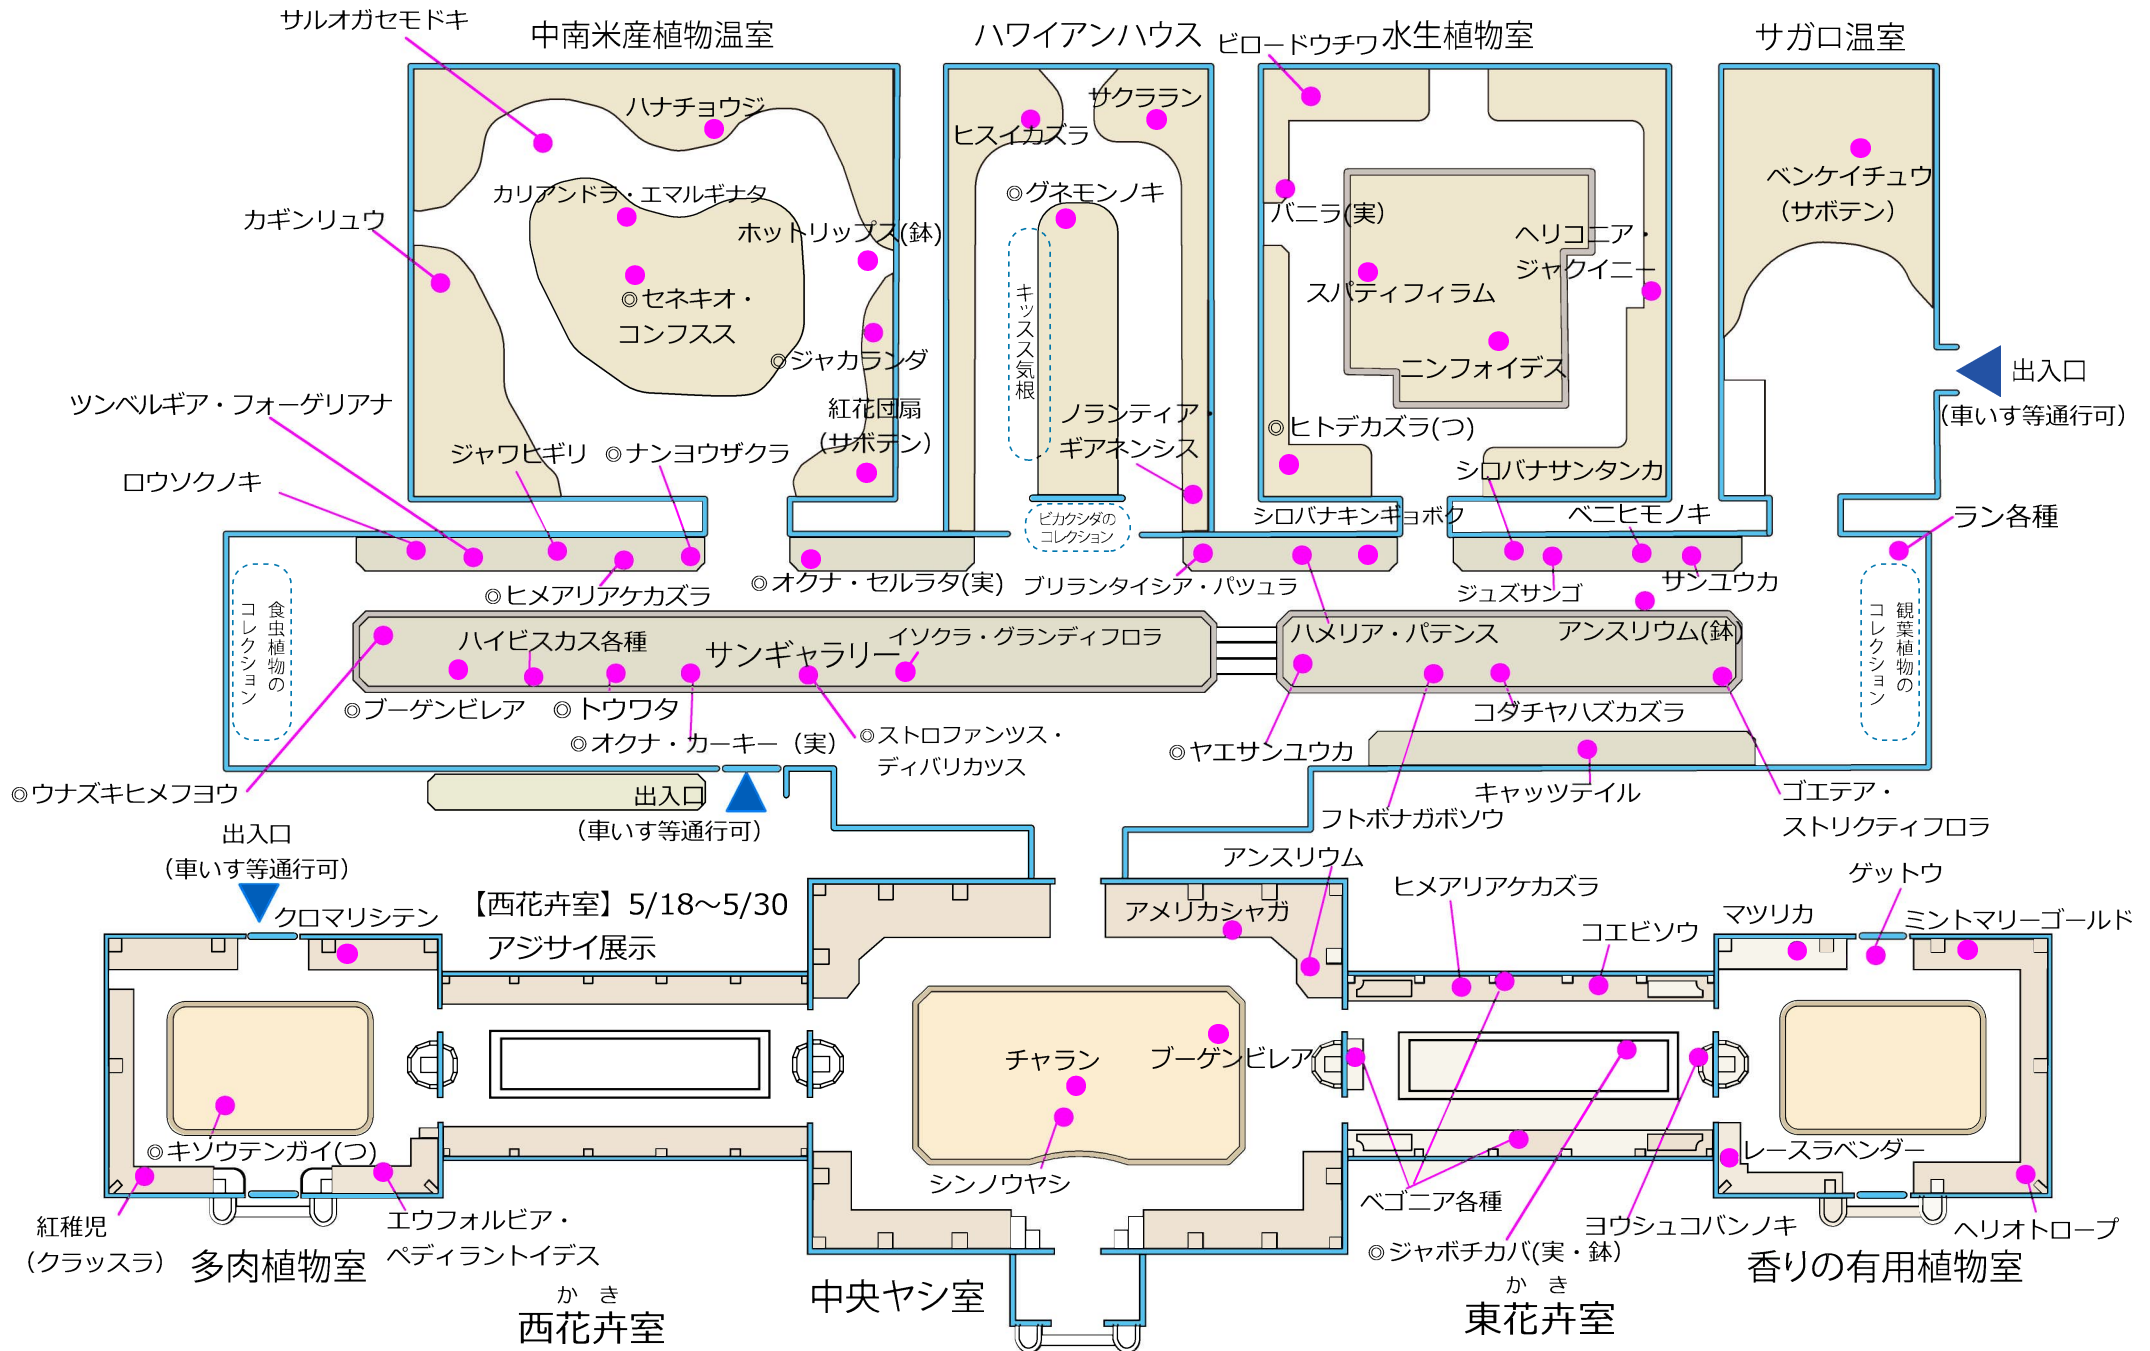 サルオガセモドキ
中南米産植物温室
ハワイアンハウス
ビロードウチワ
水生植物室
サガロ温室
ハナチョウジ
サクララン
ヒスイカズラ
カリアンドラ・エマルギナタ
◎グネモンノキ
ベンケイチュウ
（サボテン）
カギンリュウ
ホットリップス(鉢)
バニラ(実)
ヘリコニア・
ジャクイニー
◎セネキオ・
コンフスス
キッスス気根
スパティフィラム
◎ジャカランダ
ニンフォイデス
出入口
（車いす等通行可）
ツンベルギア・フォーゲリアナ
紅花団扇
（サボテン）
ノランティア・
ギアネンシス
◎ヒトデカズラ(つ)
ロウソクノキ
ジャワヒギリ
◎ナンヨウザクラ
シロバナサンタンカ
ビカクシダの
コレクション
シロバナキンギョボク
ベニヒモノキ
ラン各種
◎ヒメアリアケカズラ
◎オクナ・セルラタ(実)
ブリランタイシア・パツュラ
ジュズサンゴ
サンユウカ
食虫植物の
コレクション
ハイビスカス各種
サンギャラリー
イソクラ・グランディフロラ
ハメリア・パテンス
アンスリウム(鉢)
観葉植物の
コレクション
◎ブーゲンビレア
◎トウワタ
◎オクナ・カーキー（実）
◎ストロファンツス・
ディバリカツス
◎ヤエサンユウカ
コダチヤハズカズラ
◎ウナズキヒメフヨウ
出入口
（車いす等通行可）
キャッツテイル
フトボナガボソウ
ゴエテア・
ストリクティフロラ
出入口
（車いす等通行可）
クロマリシテン
【西花卉室】5/18～5/30
アジサイ展示
アンスリウム
アメリカシャガ
ヒメアリアケカズラ
コエビソウ
マツリカ
ゲットウ
ミントマリーゴールド
チャラン
ブーゲンビレア
◎キソウテンガイ(つ)
シンノウヤシ
レースラベンダー
ベゴニア各種
ヨウシュコバンノキ
ヘリオトロープ
◎ジャボチカバ(実・鉢)
紅稚児
（クラッスラ）
エウフォルビア・
ペディラントイデス
多肉植物室
かき
西花卉室
中央ヤシ室
かき
東花卉室
香りの有用植物室